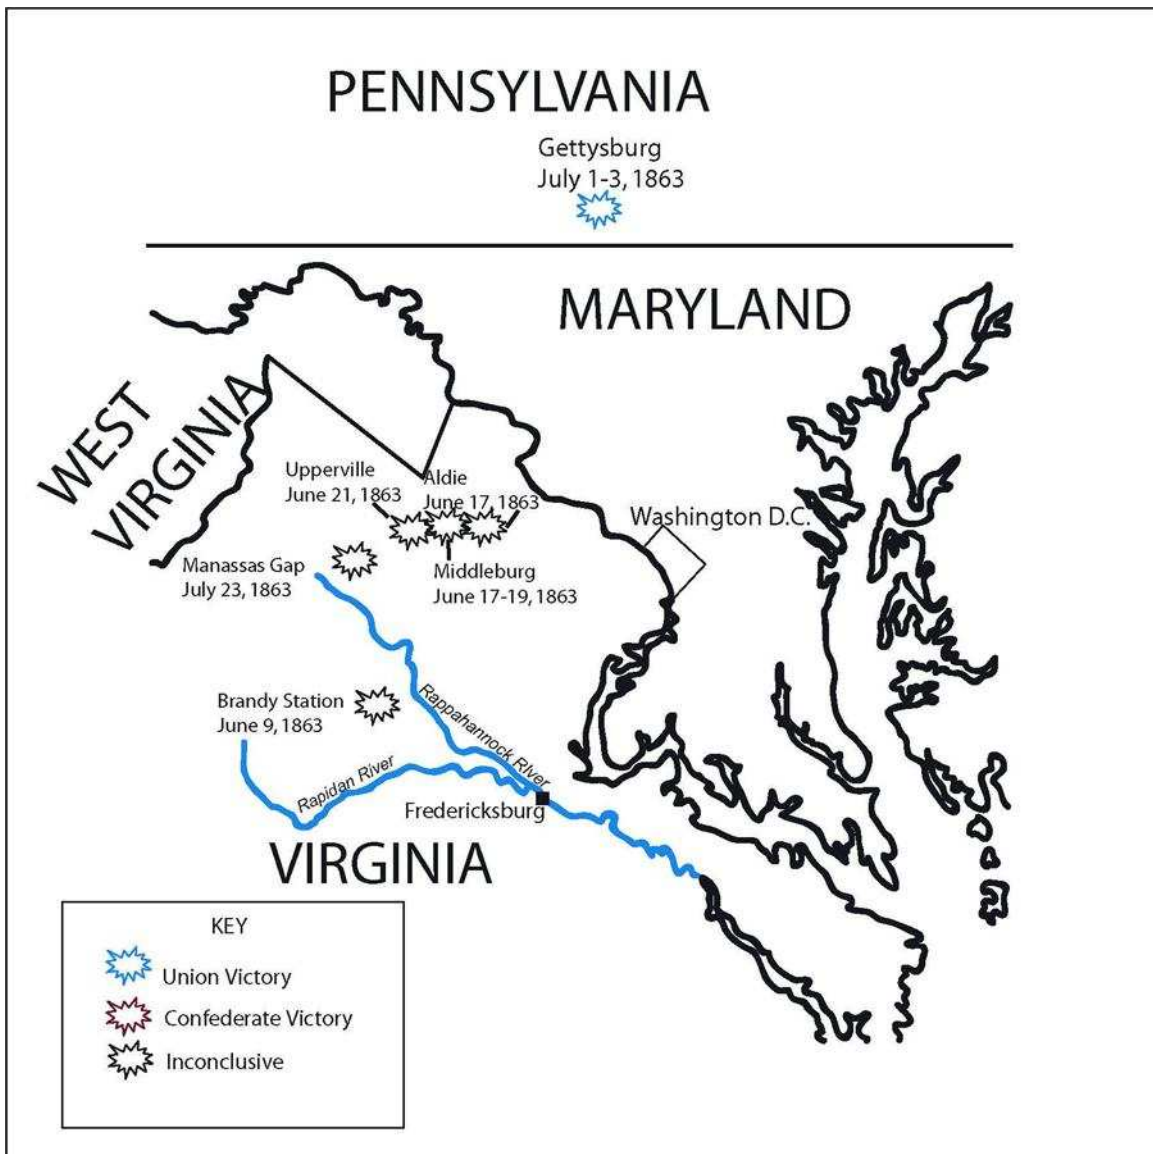 PENNSYLVANIA
Gettysburg
July 1-3, 1863
MARYLAND
WEST
VIRGINIA
Upperville
June 21, 1863
Aldie
June 17, 1863
Washington D.C.
Manassas Gap
July 23, 1863
Middleburg
June 17-19, 1863
Brandy Station
June 9, 1863
Rappahannock River
Rapidan River
Fredericksburg
VIRGINIA
KEY
Union Victory
Confederate Victory
Inconclusive